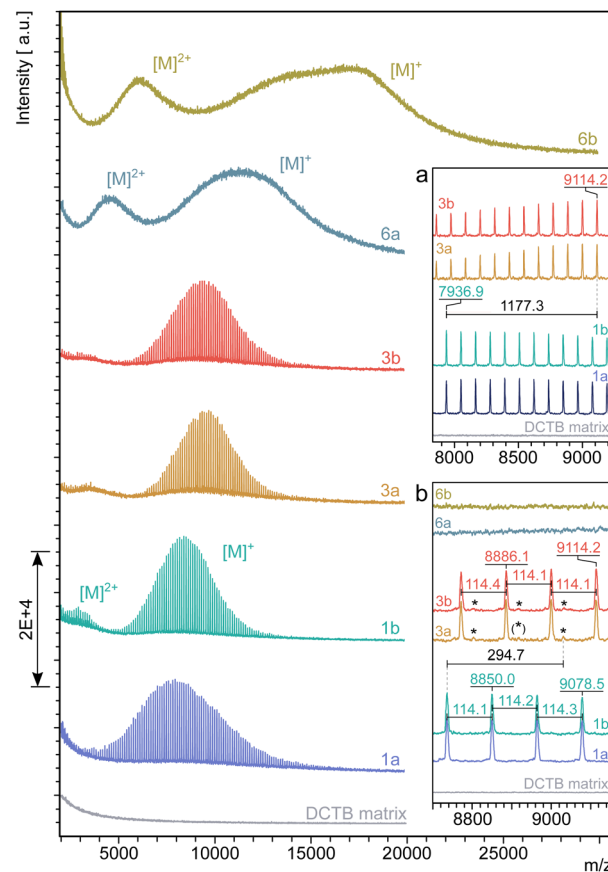 Intensity [ a.u.]
[M]2+
[M]+
6b
[M]2+
[M]+
6a
3b
3a
[M]+
[M]2+
1b
2E+4
1a
DCTB matrix
5000 10000 15000 20000 25000
m/z
a
9114.2
3b
3a
7936.9
1177.3
1b
1a
DCTB matrix
8000 8500 9000
b
6b
6a
8886.1 9114.2
114.4 114.1 114.1
3b * * *
3a * (*) *
294.7
8850.0 9078.5
114.1 114.2 114.3
1b
1a
DCTB matrix
8800 9000